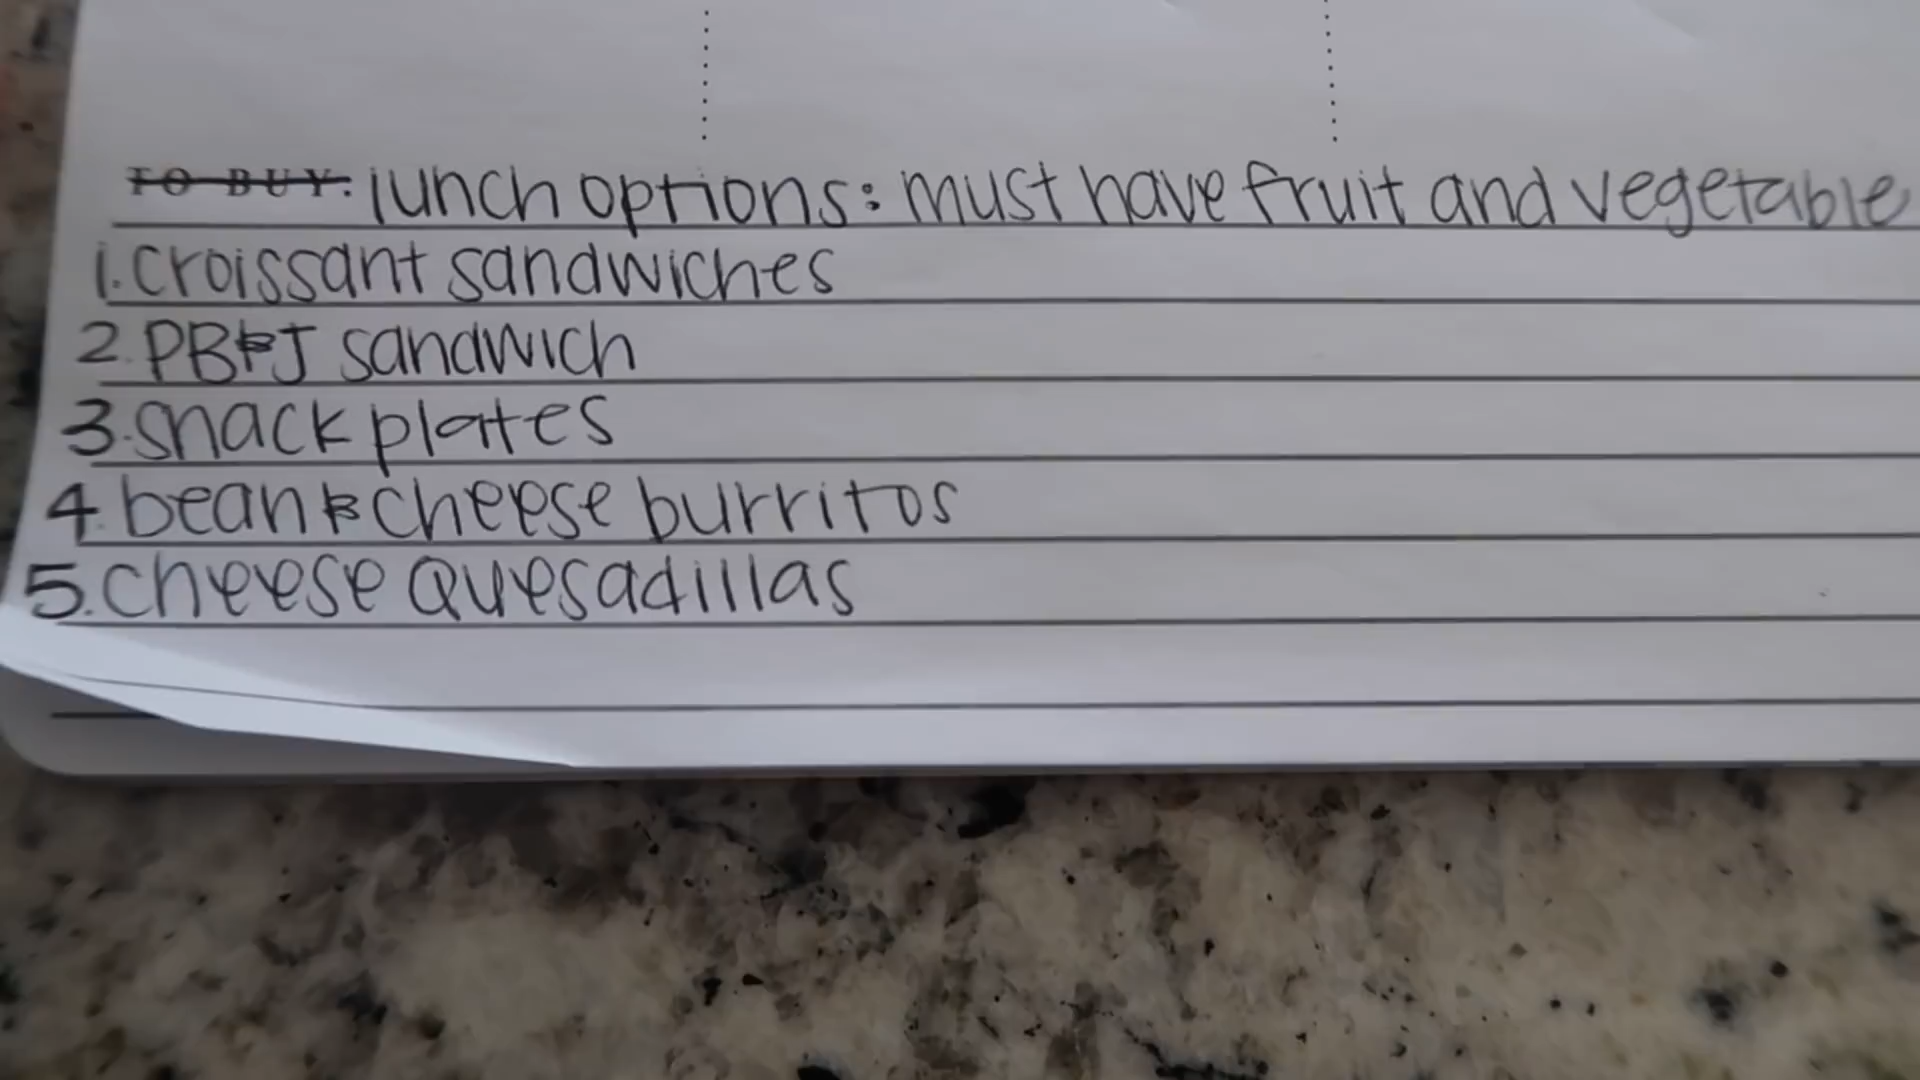 TO BUY: lunch options: must have fruit and vegetable
1. croissant sandwiches
2. PB&J sandwich
3. snack plates
4. bean & cheese burritos
5. cheese quesadillas